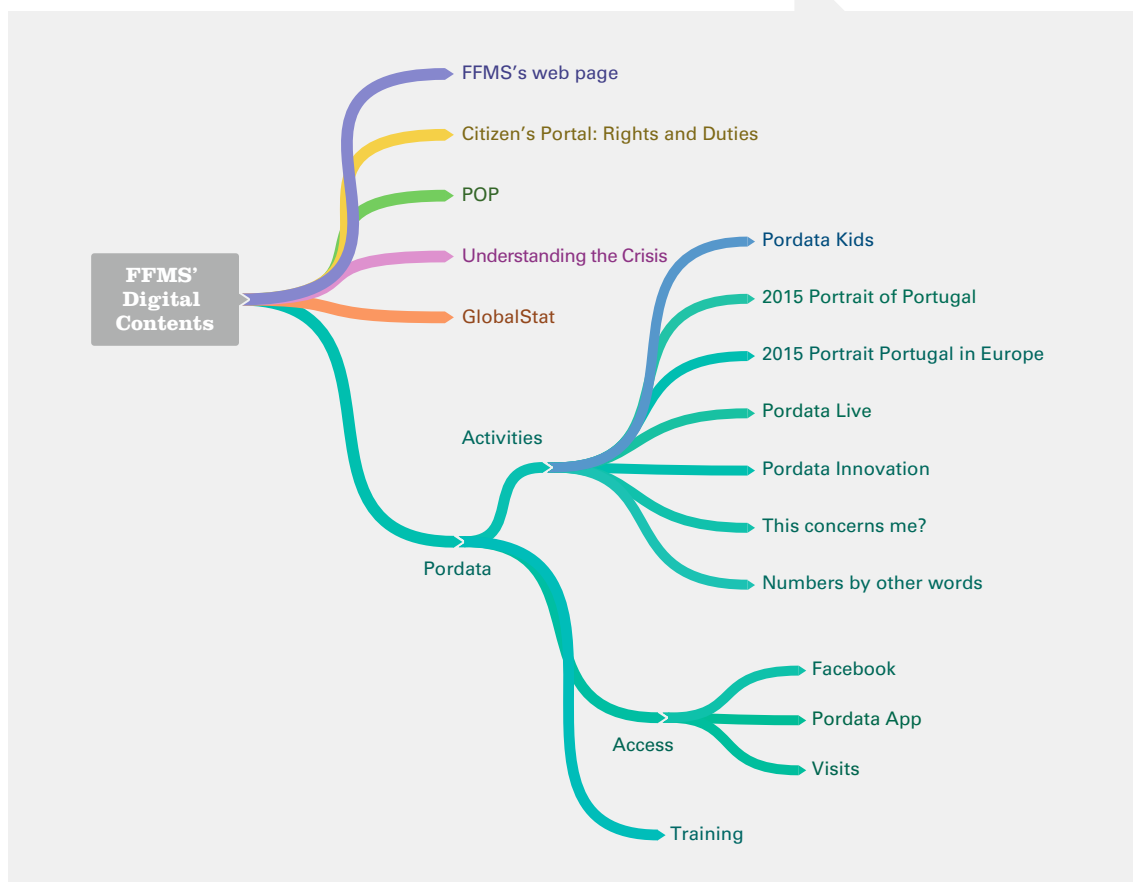 FFMS’
Digital
Contents
FFMS’s web page
Citizen’s Portal: Rights and Duties
POP
Understanding the Crisis
GlobalStat
Pordata
Activities
Pordata Kids
2015 Portrait of Portugal
2015 Portrait Portugal in Europe
Pordata Live
Pordata Innovation
This concerns me?
Numbers by other words
Access
Facebook
Pordata App
Visits
Training